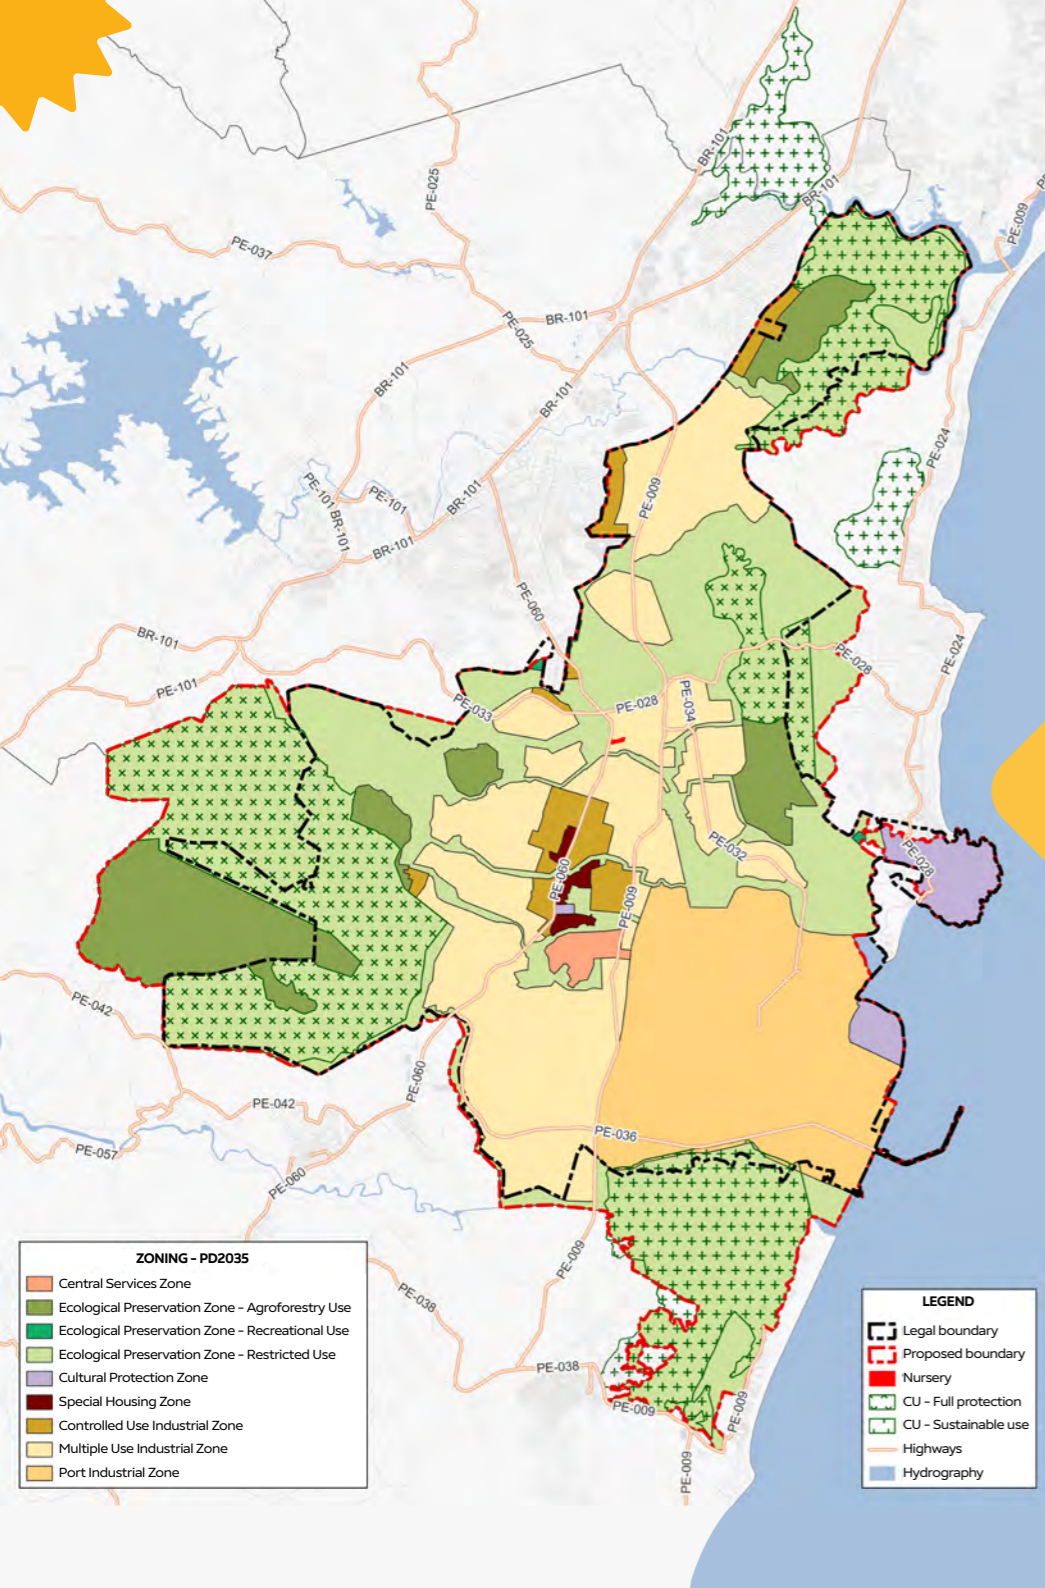 BR-101
BR-101
PE-009
PE-025
PE-037
BR-101
PE-025
BR-101
BR-101
PE-024
PE-101
PE-101
BR-101
BR-101
BR-101
PE-009
PE-060
BR-101
PE-101
PE-024
PE-028
PE-033
PE-028
PE-034
PE-032
PE-028
PE-060
PE-009
PE-042
PE-060
PE-042
PE-036
PE-057
PE-060
PE-009
PE-038
PE-038
PE-009
PE-009
PE-009
ZONING - PD2035
Central Services Zone
Ecological Preservation Zone - Agroforestry Use
Ecological Preservation Zone - Recreational Use
Ecological Preservation Zone - Restricted Use
Cultural Protection Zone
Special Housing Zone
Controlled Use Industrial Zone
Multiple Use Industrial Zone
Port Industrial Zone
LEGEND
Legal boundary
Proposed boundary
Nursery
CU - Full protection
CU - Sustainable use
Highways
Hydrography